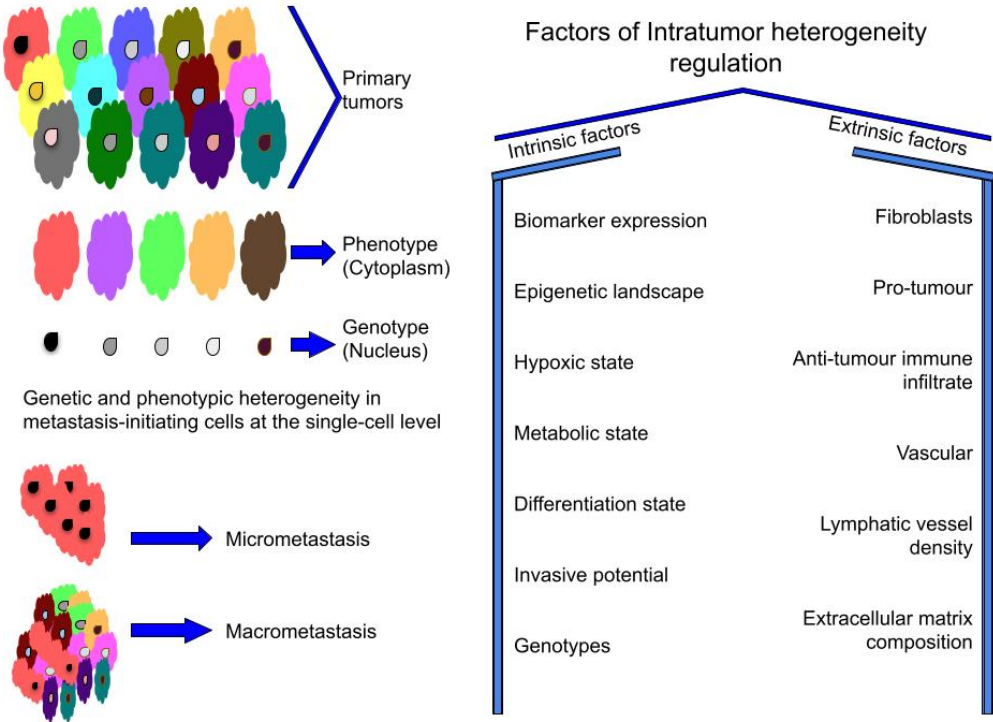 Primary
tumors
Phenotype
(Cytoplasm)
Genotype
(Nucleus)
Genetic and phenotypic heterogeneity in
metastasis-initiating cells at the single-cell level
Micrometastasis
Macrometastasis
Factors of Intratumor heterogeneity
regulation
Intrinsic factors
Biomarker expression
Epigenetic landscape
Hypoxic state
Metabolic state
Differentiation state
Invasive potential
Genotypes
Extrinsic factors
Fibroblasts
Pro-tumour
Anti-tumour immune
infiltrate
Vascular
Lymphatic vessel
density
Extracellular matrix
composition